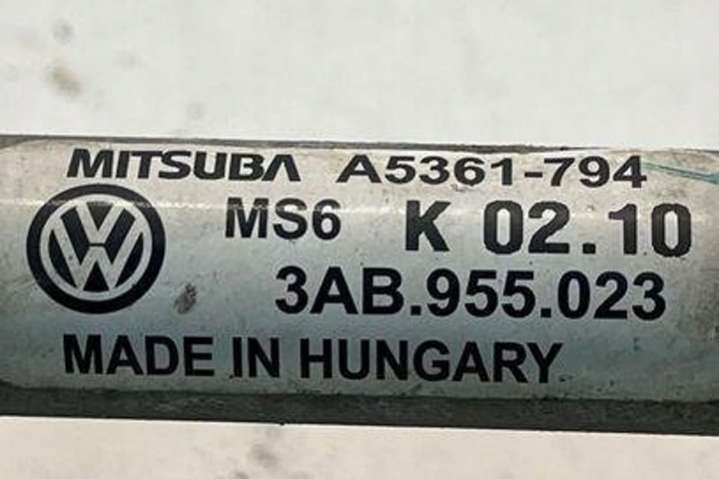 MITSUBA A5361-794
MS6 K 02.10
3AB.955.023
MADE IN HUNGARY